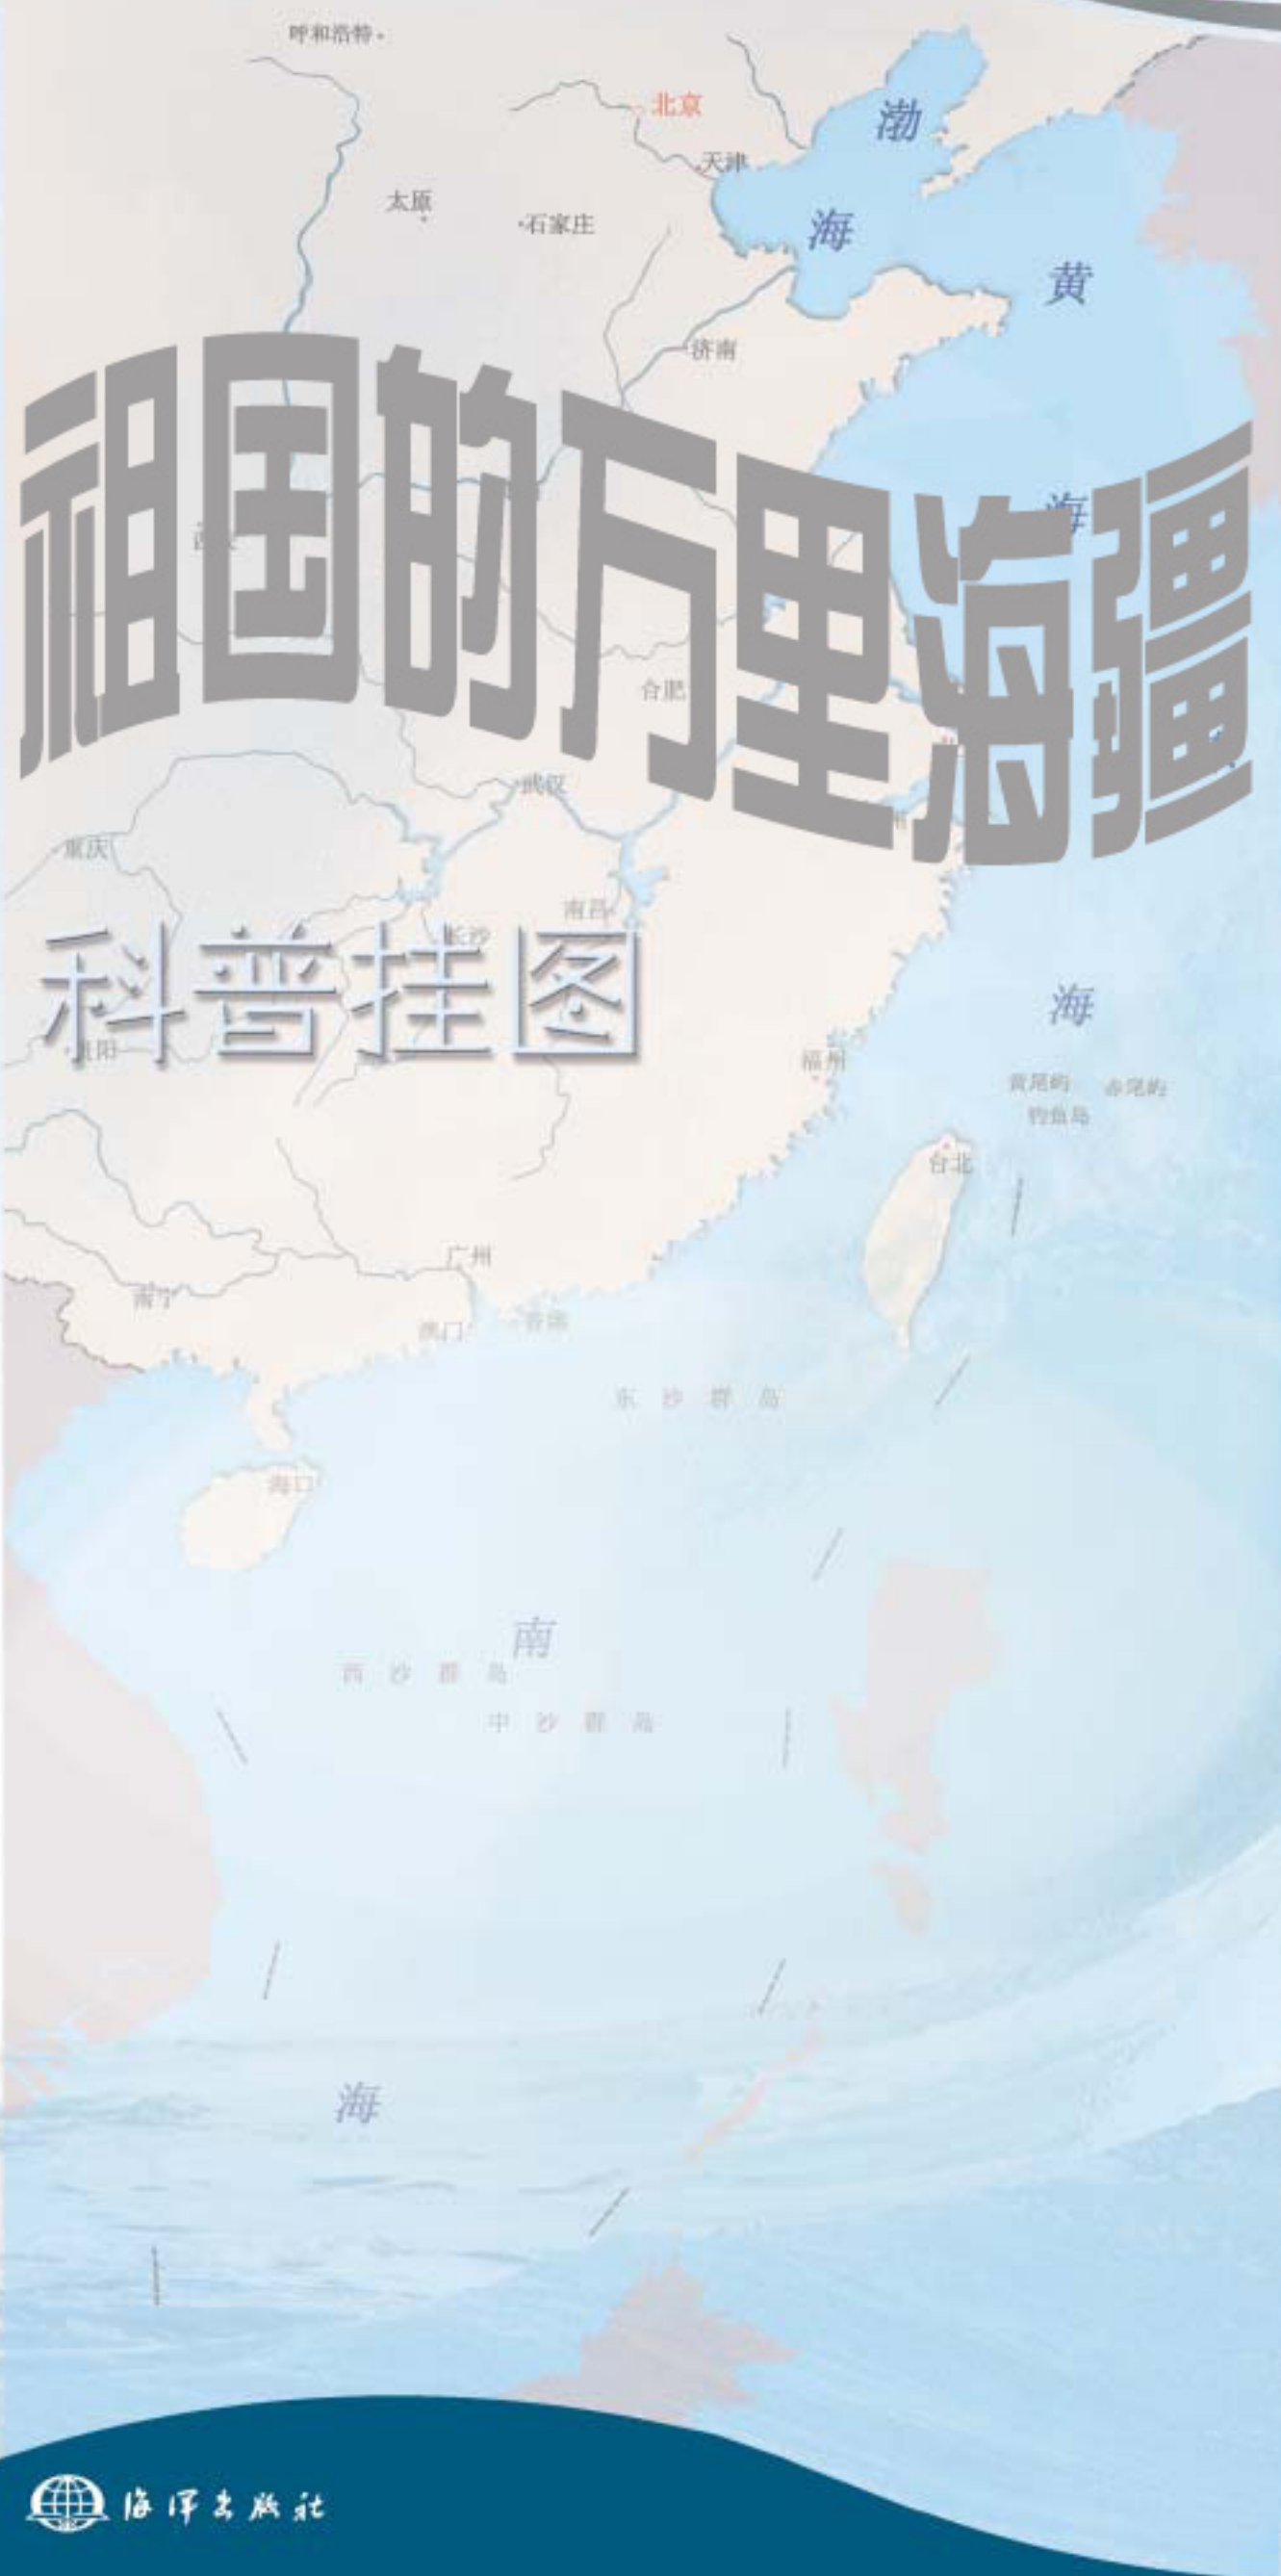 呼和浩特
北京
渤
天津
太原
石家庄
海
黄
济南
祖国的万里海疆
海
合肥
武汉
重庆
南昌
长沙
科普挂图
海
福州
黄尾屿 赤尾屿
钓鱼岛
台北
广州
南宁
澳门 香港
东沙群岛
海口
南
西沙群岛
中沙群岛
海
海洋出版社